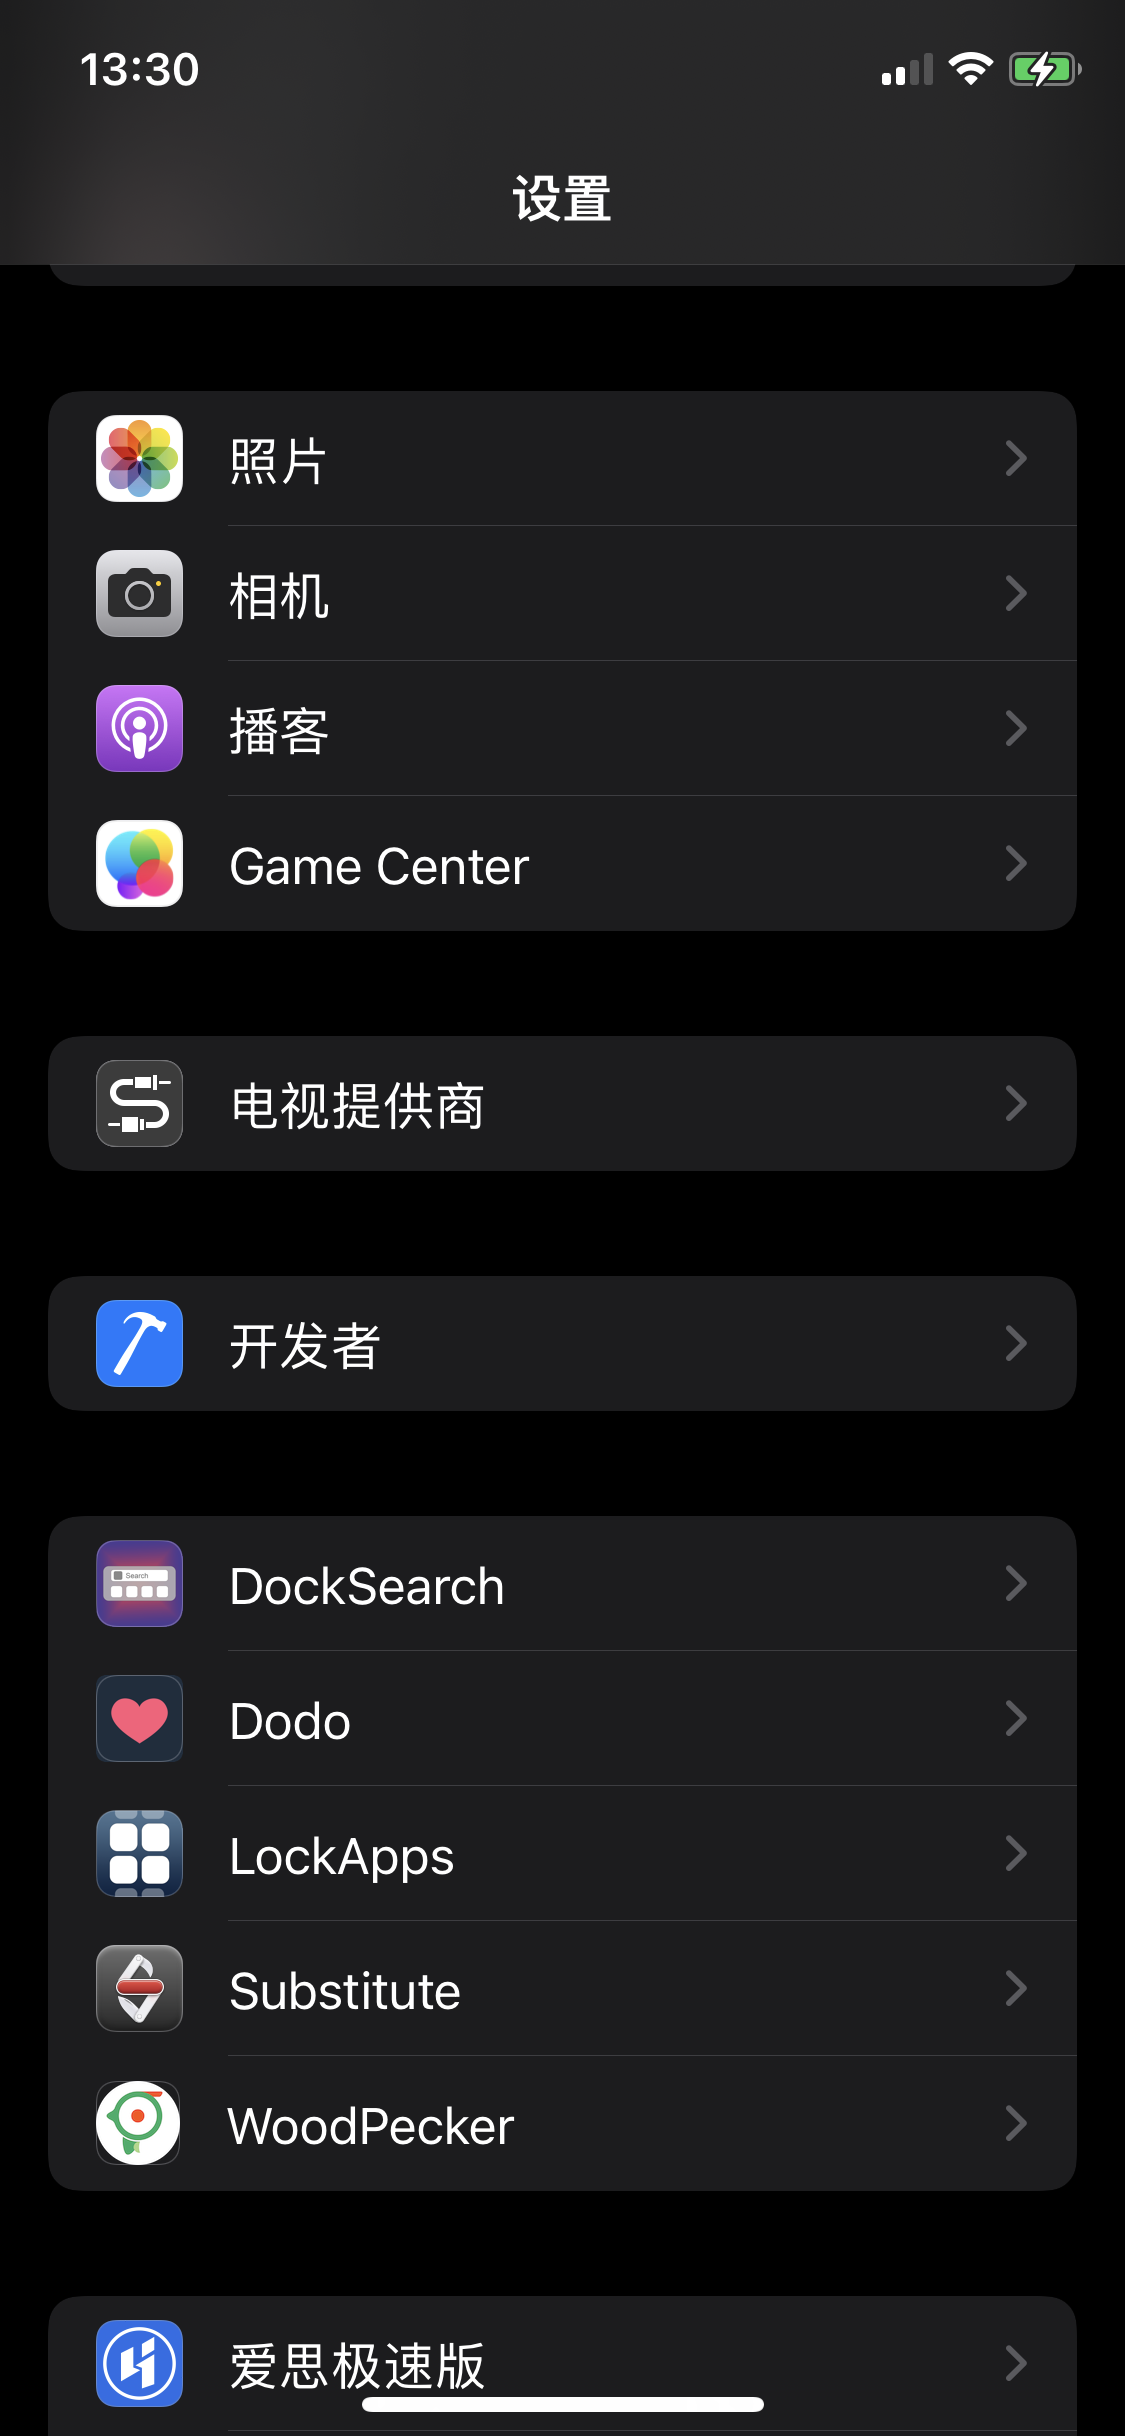 13:30
设置
照片
相机
播客
Game Center
电视提供商
开发者
Search
DockSearch
Dodo
LockApps
Substitute
WoodPecker
爱思极速版